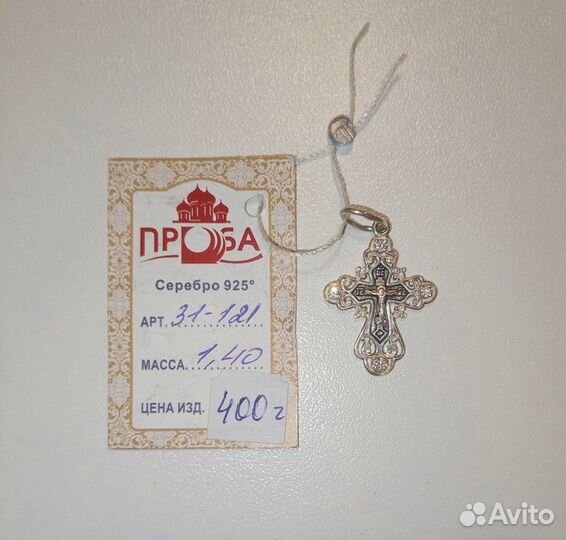 ПРОБА
Серебро 925°
АРТ. 31-121
МАССА 1,40
ЦЕНА ИЗД. 400 г
Avito